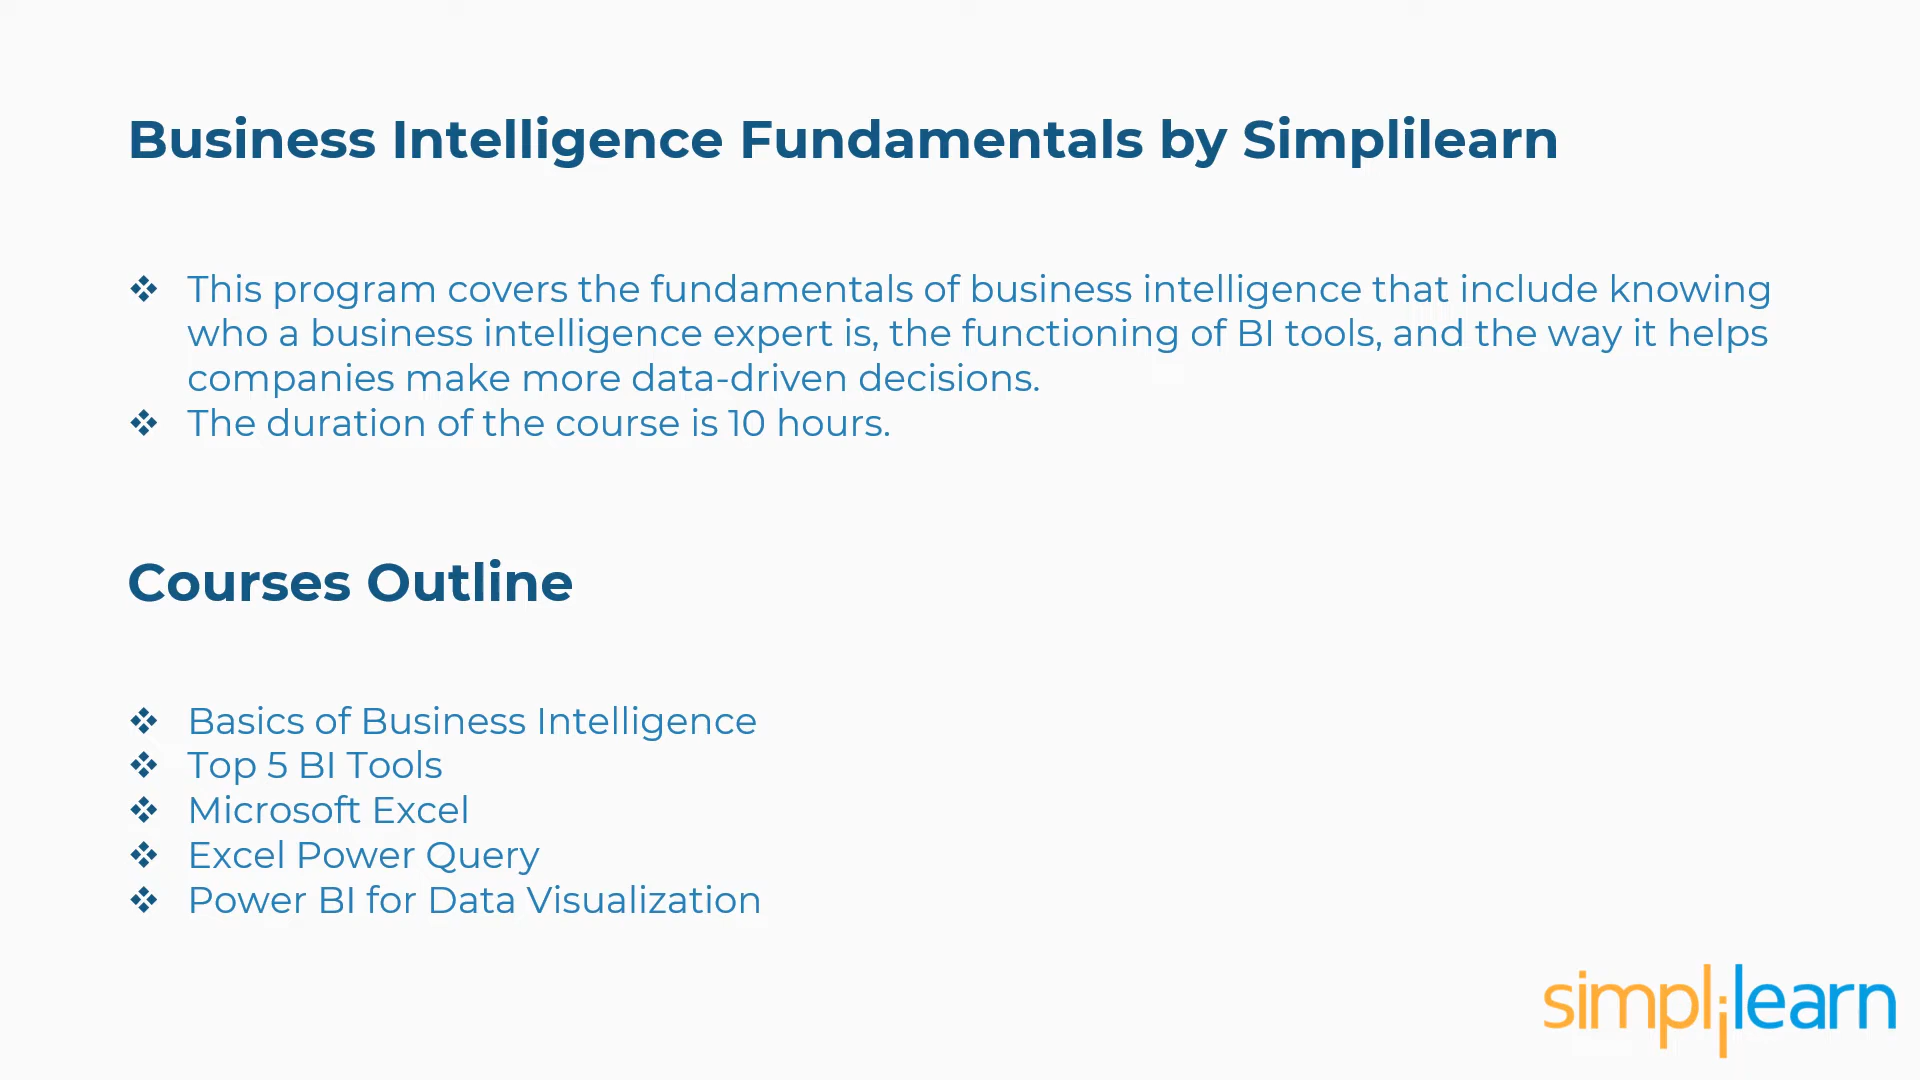 Business Intelligence Fundamentals by Simplilearn
❖ This program covers the fundamentals of business intelligence that include knowing
who a business intelligence expert is, the functioning of BI tools, and the way it helps
companies make more data-driven decisions.
❖ The duration of the course is 10 hours.
Courses Outline
❖ Basics of Business Intelligence
❖ Top 5 BI Tools
❖ Microsoft Excel
❖ Excel Power Query
❖ Power BI for Data Visualization
simplilearn